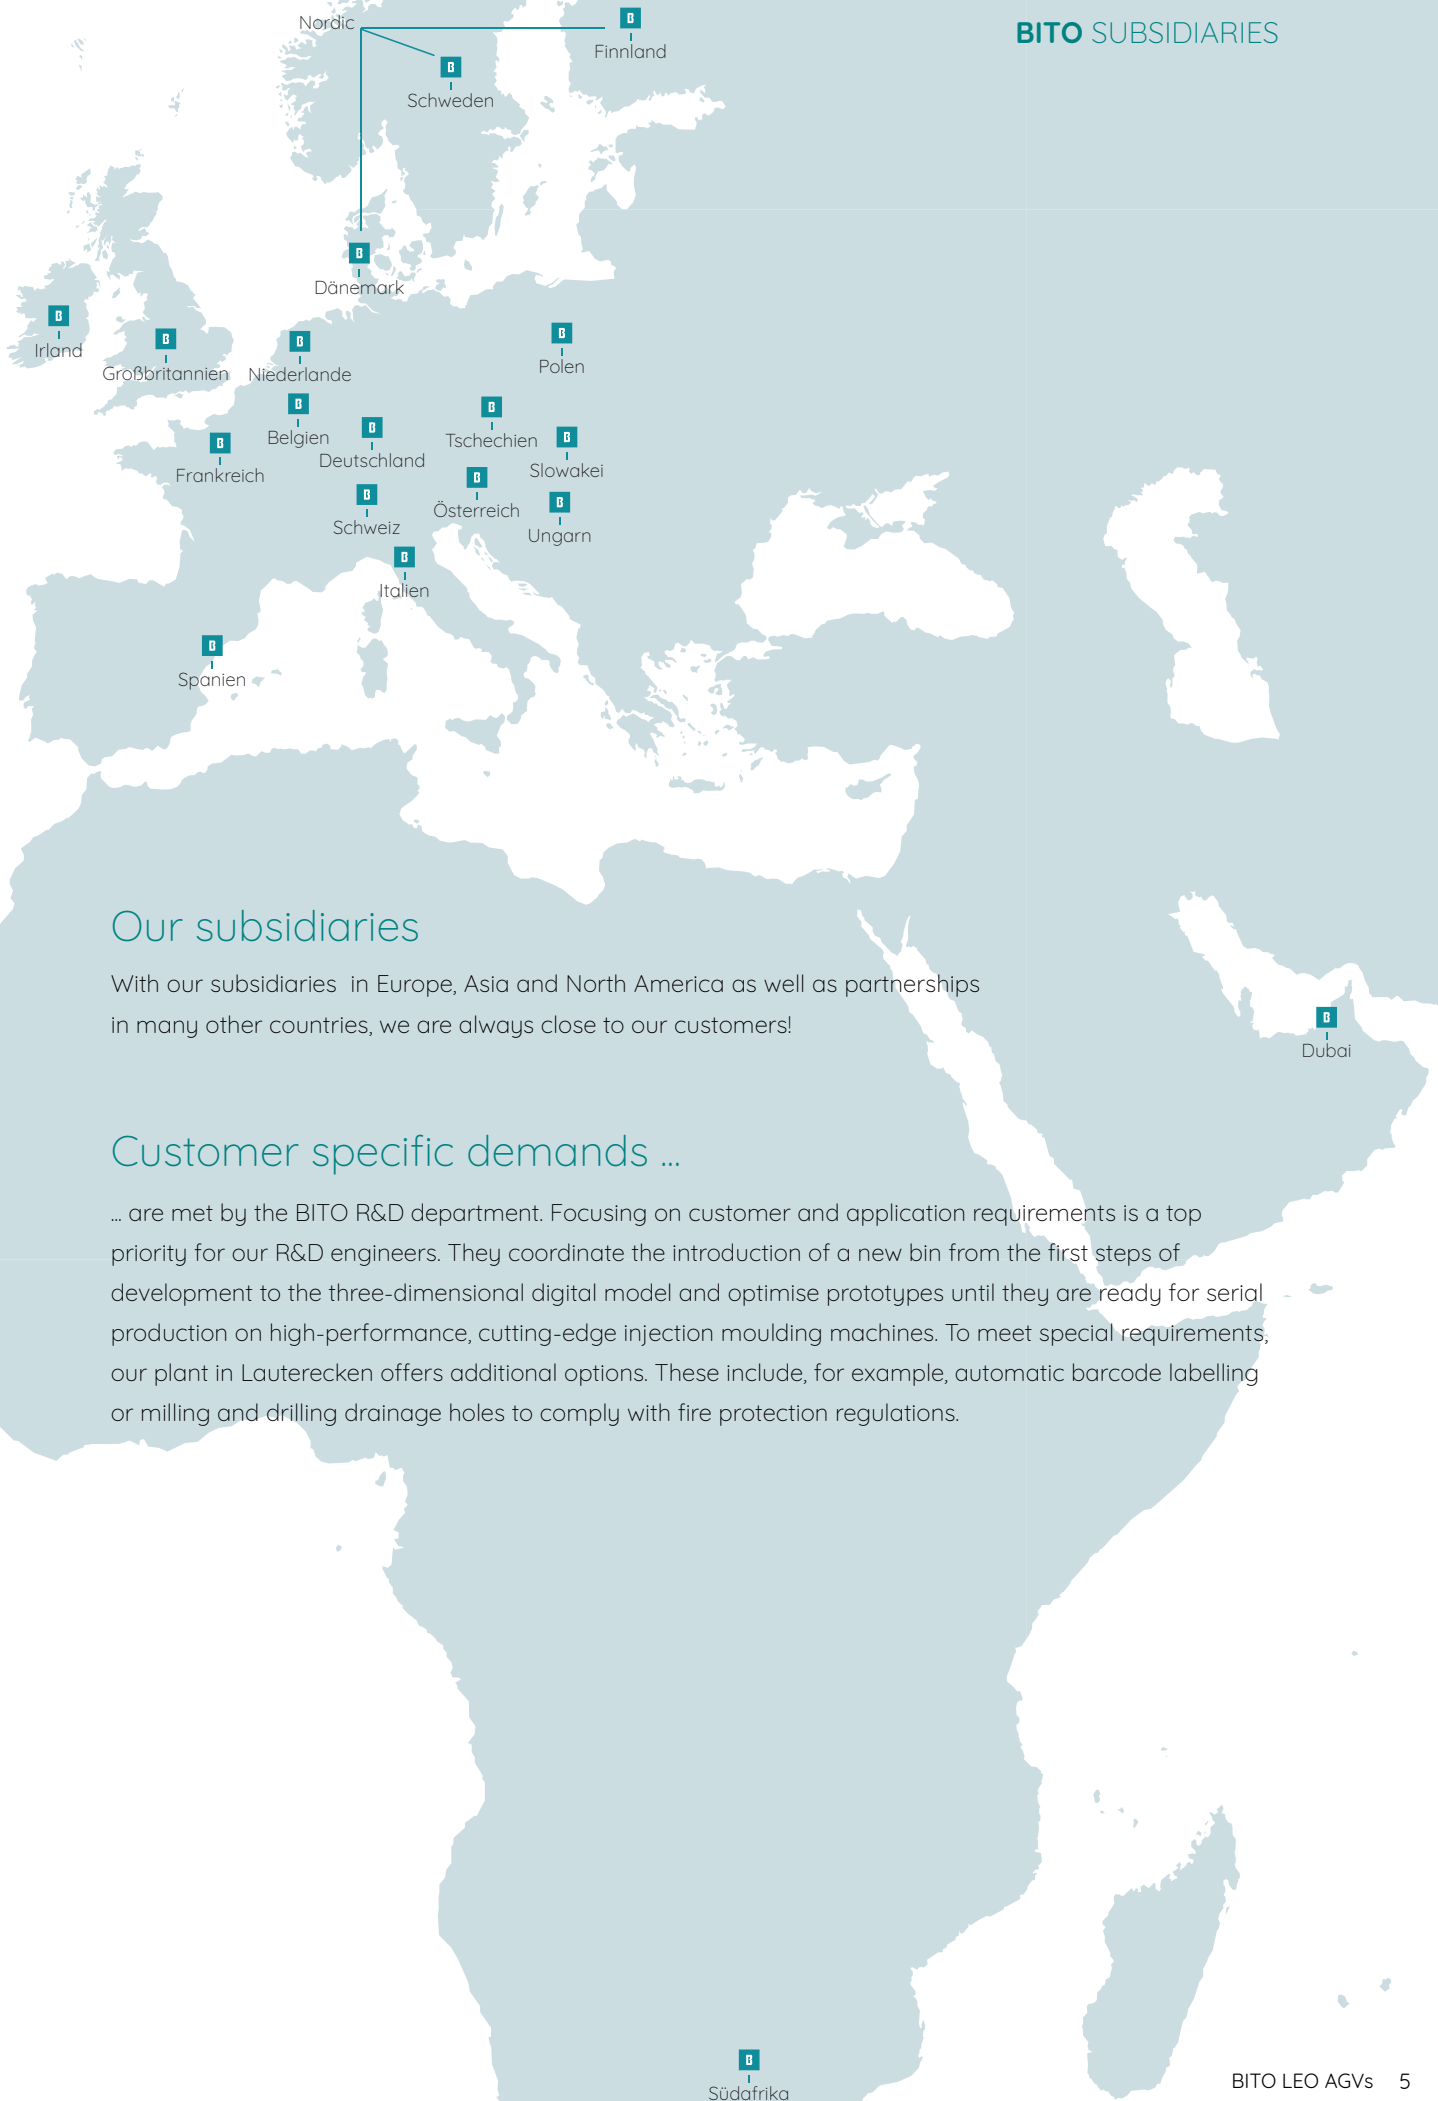 Nordic
BITO SUBSIDIARIES
Finnland
Schweden
Dänemark
Irland
Großbritannien
Niederlande
Polen
Belgien
Deutschland
Tschechien
Slowakei
Frankreich
Schweiz
Österreich
Ungarn
Italien
Spanien
Our subsidiaries
With our subsidiaries in Europe, Asia and North America as well as partnerships
in many other countries, we are always close to our customers!
Dubai
Customer specific demands ...
... are met by the BITO R&D department. Focusing on customer and application requirements is a top
priority for our R&D engineers. They coordinate the introduction of a new bin from the first steps of
development to the three-dimensional digital model and optimise prototypes until they are ready for serial
production on high-performance, cutting-edge injection moulding machines. To meet special requirements,
our plant in Lauterecken offers additional options. These include, for example, automatic barcode labelling
or milling and drilling drainage holes to comply with fire protection regulations.
Südafrika
BITO LEO AGVs 5